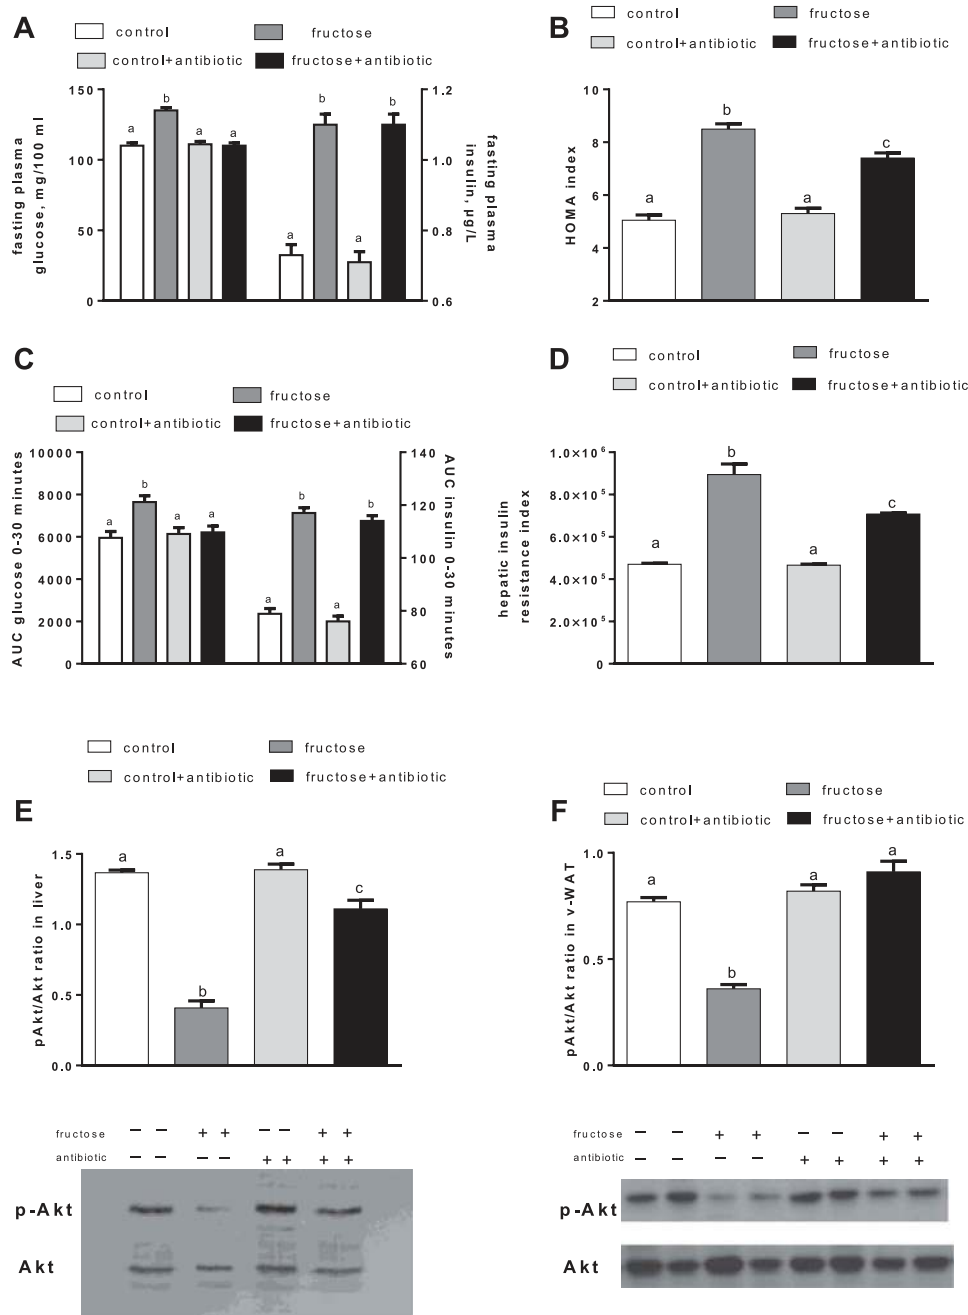 A
control
fructose
control+antibiotic
fructose+antibiotic
fasting plasma
glucose, mg/100 ml
150
100
50
0
a
b
a
a
a
b
a
b
1.2
1.0
0.8
0.6
fasting plasma
insulin, µg/L
B
control
fructose
control+antibiotic
fructose+antibiotic
HOMA index
10
8
6
4
2
a
b
a
c
C
control
fructose
control+antibiotic
fructose+antibiotic
AUC glucose 0-30 minutes
10000
8000
6000
4000
2000
0
a
b
a
a
a
b
a
b
140
120
100
80
60
AUC insulin 0-30 minutes
D
control
fructose
control+antibiotic
fructose+antibiotic
hepatic insulin
resistance index
1.0×10⁶
8.0×10⁵
6.0×10⁵
4.0×10⁵
2.0×10⁵
0
a
b
a
c
E
control
fructose
control+antibiotic
fructose+antibiotic
pAkt/Akt ratio in liver
1.5
1.0
0.5
0.0
a
b
a
c
fructose − − + + − − + +
antibiotic − − − − + + + +
p-Akt
Akt
F
control
fructose
control+antibiotic
fructose+antibiotic
pAkt/Akt ratio in v-WAT
1.0
0.5
0.0
a
b
a
a
fructose − − + + − − + +
antibiotic − − − − + + + +
p-Akt
Akt